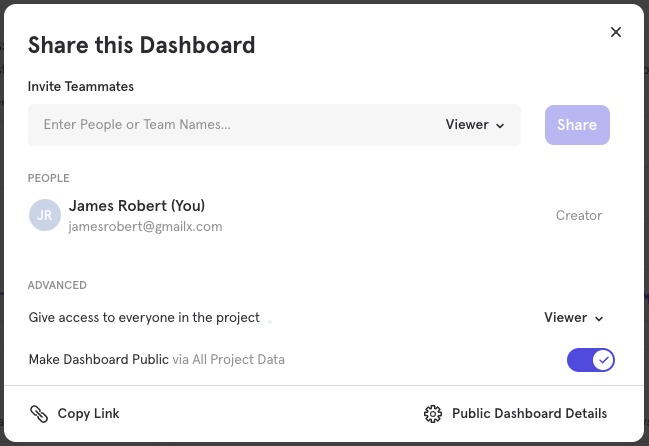 Share this Dashboard
Invite Teammates
Enter People or Team Names... Viewer Share
PEOPLE
JR James Robert (You)
jamesrobert@gmailx.com Creator
ADVANCED
Give access to everyone in the project Viewer
Make Dashboard Public via All Project Data
Copy Link Public Dashboard Details